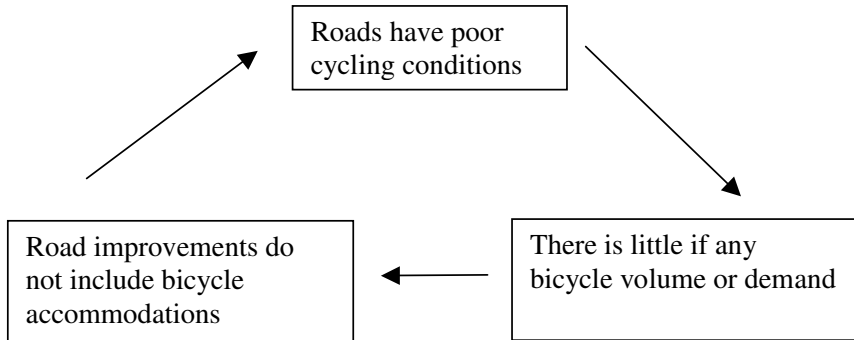 Roads have poor
cycling conditions
Road improvements do
not include bicycle
accommodations
There is little if any
bicycle volume or demand